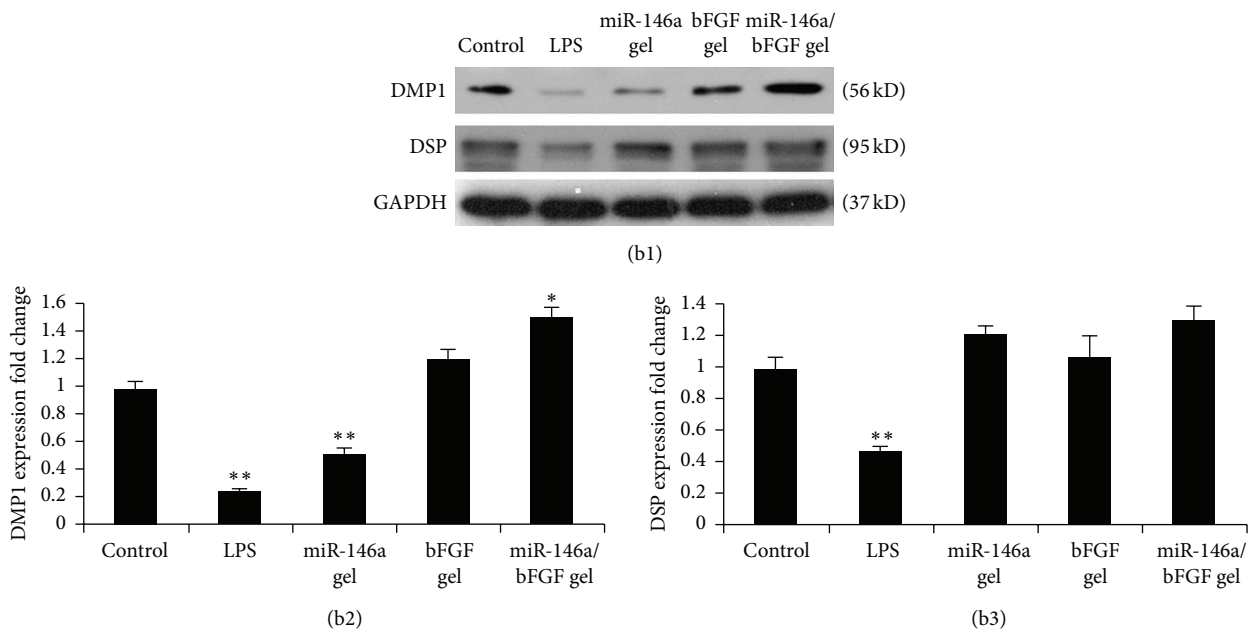 miR-146a bFGF miR-146a/
Control LPS gel gel bFGF gel
DMP1 (56 kD)
DSP (95 kD)
GAPDH (37 kD)
(b1)
DMP1 expression fold change
1.6
1.4
1.2
1
0.8
0.6
0.4
0.2
0
**
**
*
Control LPS miR-146a bFGF miR-146a/
gel gel bFGF gel
(b2)
DSP expression fold change
1.4
1.2
1
0.8
0.6
0.4
0.2
0
**
Control LPS miR-146a bFGF miR-146a/
gel gel bFGF gel
(b3)